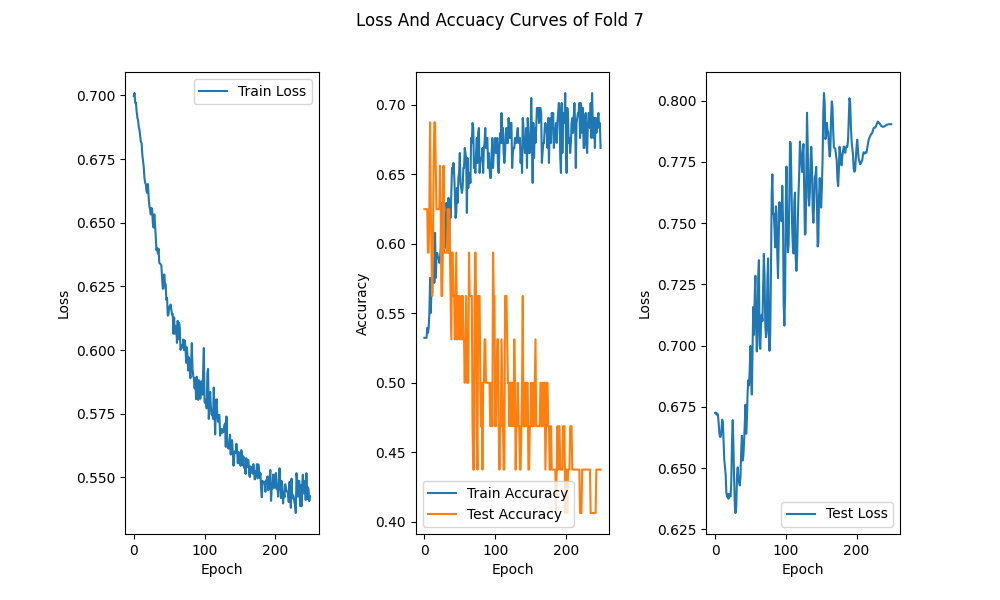 Loss And Accuacy Curves of Fold 7
Train Loss
0.700
0.675
0.650
0.625
0.600
0.575
0.550
Loss
0
100
200
Epoch
0.70
0.65
0.60
0.55
0.50
0.45
0.40
Accuracy
Train Accuracy
Test Accuracy
0
100
200
Epoch
0.800
0.775
0.750
0.725
0.700
0.675
0.650
0.625
Loss
Test Loss
0
100
200
Epoch